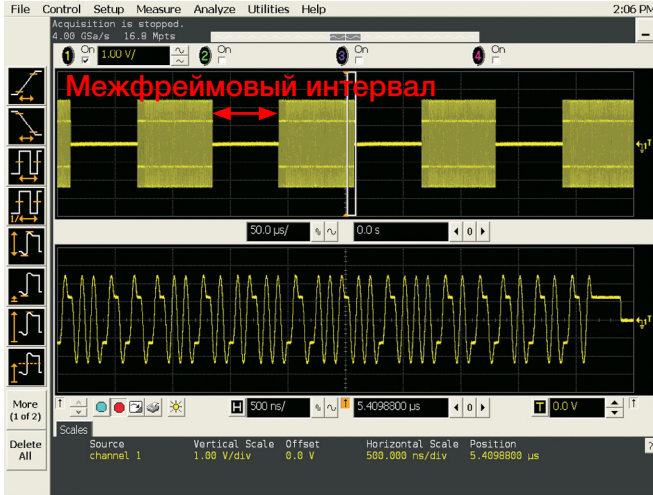 File Control Setup Measure Analyze Utilities Help 2:06 PM
Acquisition is stopped.
4.00 GSa/s 16.8 Mpts
1 On 1.00 V/ 2 On 3 On 4 On
Межфреймовый интервал
T
50.0 µs/ 0.0 s 0
T
H 500 ns/ T 5.4098800 µs 0 T 0.0 V T
More
(1 of 2)
Delete
All
Scales
?
Source Vertical Scale Offset Horizontal Scale Position
channel 1 1.00 V/div 0.0 V 500.000 ns/div 5.4098800 µs